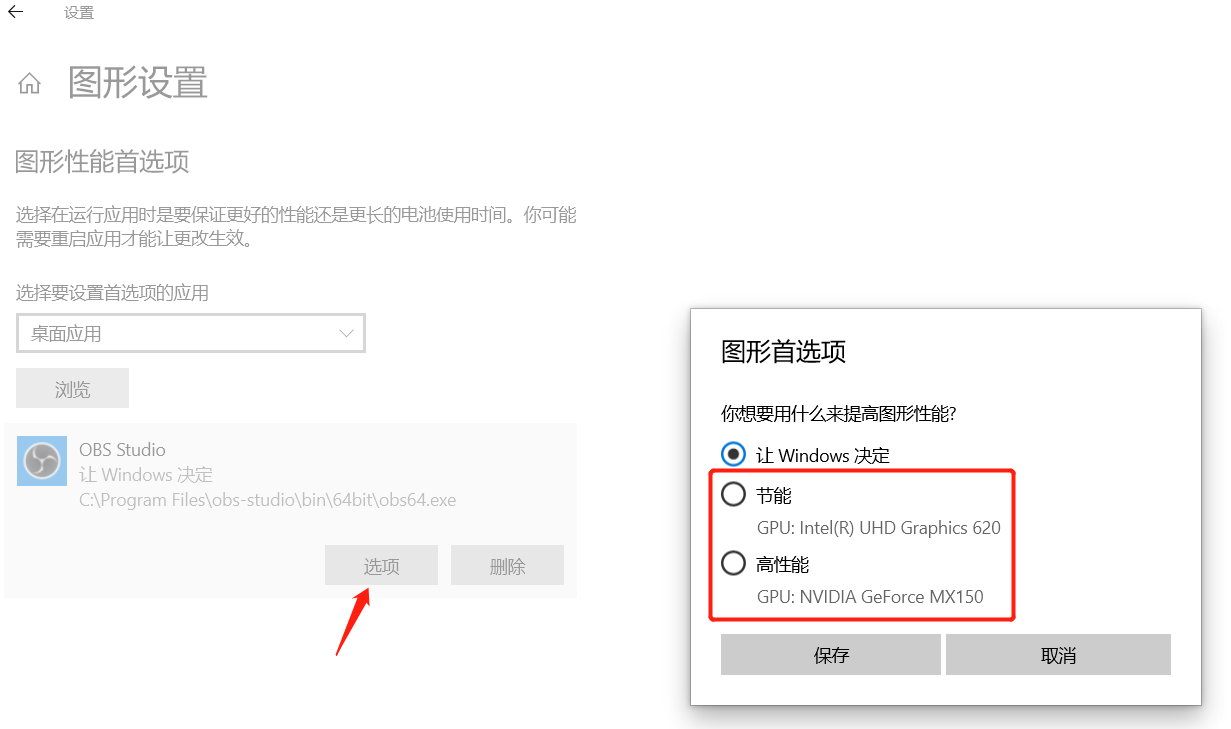 设置
图形设置
图形性能首选项
选择在运行应用时是要保证更好的性能还是更长的电池使用时间。你可能
需要重启应用才能让更改生效。
选择要设置首选项的应用
桌面应用
浏览
OBS Studio
让 Windows 决定
C:\Program Files\obs-studio\bin\64bit\obs64.exe
选项
删除
图形首选项
你想要用什么来提高图形性能?
让 Windows 决定
节能
GPU: Intel(R) UHD Graphics 620
高性能
GPU: NVIDIA GeForce MX150
保存
取消